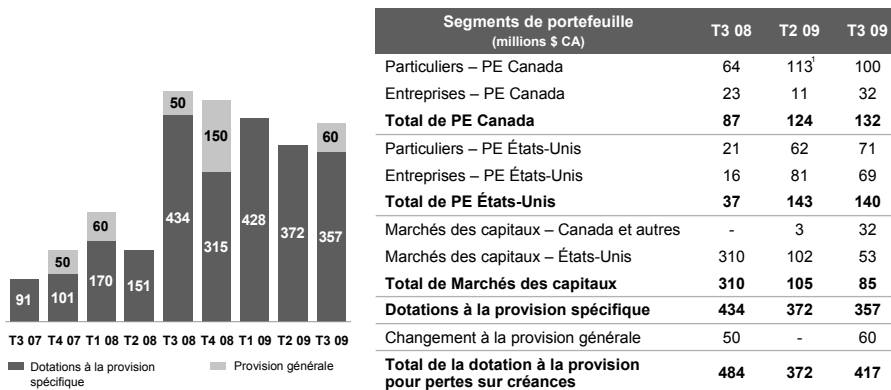 50
150
60
60
50
434
428
372
357
315
91
101
170
151
T3 07 T4 07 T1 08 T2 08 T3 08 T4 08 T1 09 T2 09 T3 09
Dotations à la provision spécifique
Provision générale
Segments de portefeuille (millions $ CA) T3 08 T2 09 T3 09
Particuliers – PE Canada 64 113¹ 100
Entreprises – PE Canada 23 11 32
Total de PE Canada 87 124 132
Particuliers – PE États-Unis 21 62 71
Entreprises – PE États-Unis 16 81 69
Total de PE États-Unis 37 143 140
Marchés des capitaux – Canada et autres - 3 32
Marchés des capitaux – États-Unis 310 102 53
Total de Marchés des capitaux 310 105 85
Dotations à la provision spécifique 434 372 357
Changement à la provision générale 50 - 60
Total de la dotation à la provision
pour pertes sur créances 484 372 417